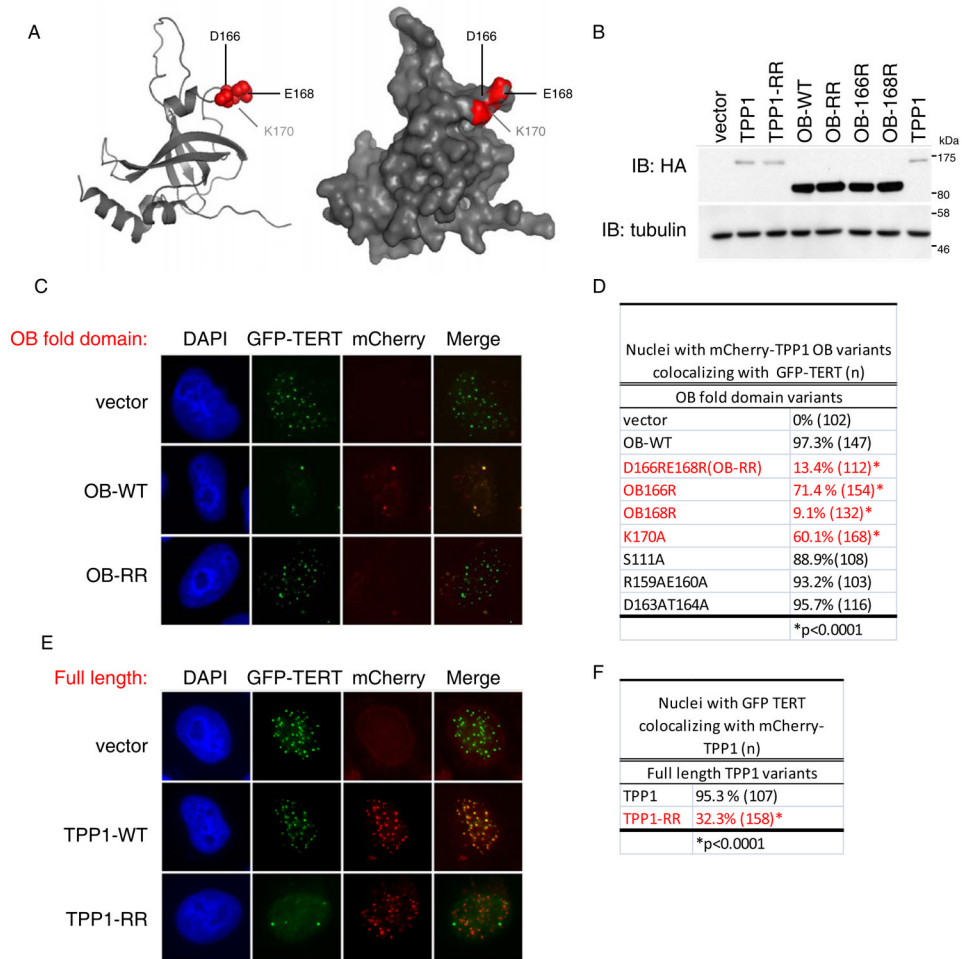 A
D166
E168
K170
D166
E168
K170
B
vector
TPP1
TPP1-RR
OB-WT
OB-RR
OB-166R
OB-168R
TPP1
kDa
IB: HA
175
80
IB: tubulin
58
46
C
OB fold domain:
DAPI GFP-TERT mCherry Merge
vector
OB-WT
OB-RR
D
Nuclei with mCherry-TPP1 OB variants
colocalizing with GFP-TERT (n)
OB fold domain variants
vector 0% (102)
OB-WT 97.3% (147)
D166RE168R(OB-RR) 13.4% (112)*
OB166R 71.4 % (154)*
OB168R 9.1% (132)*
K170A 60.1% (168)*
S111A 88.9%(108)
R159AE160A 93.2% (103)
D163AT164A 95.7% (116)
*p<0.0001
E
Full length:
DAPI GFP-TERT mCherry Merge
vector
TPP1-WT
TPP1-RR
F
Nuclei with GFP TERT
colocalizing with mCherry-
TPP1 (n)
Full length TPP1 variants
TPP1 95.3 % (107)
TPP1-RR 32.3% (158)*
*p<0.0001